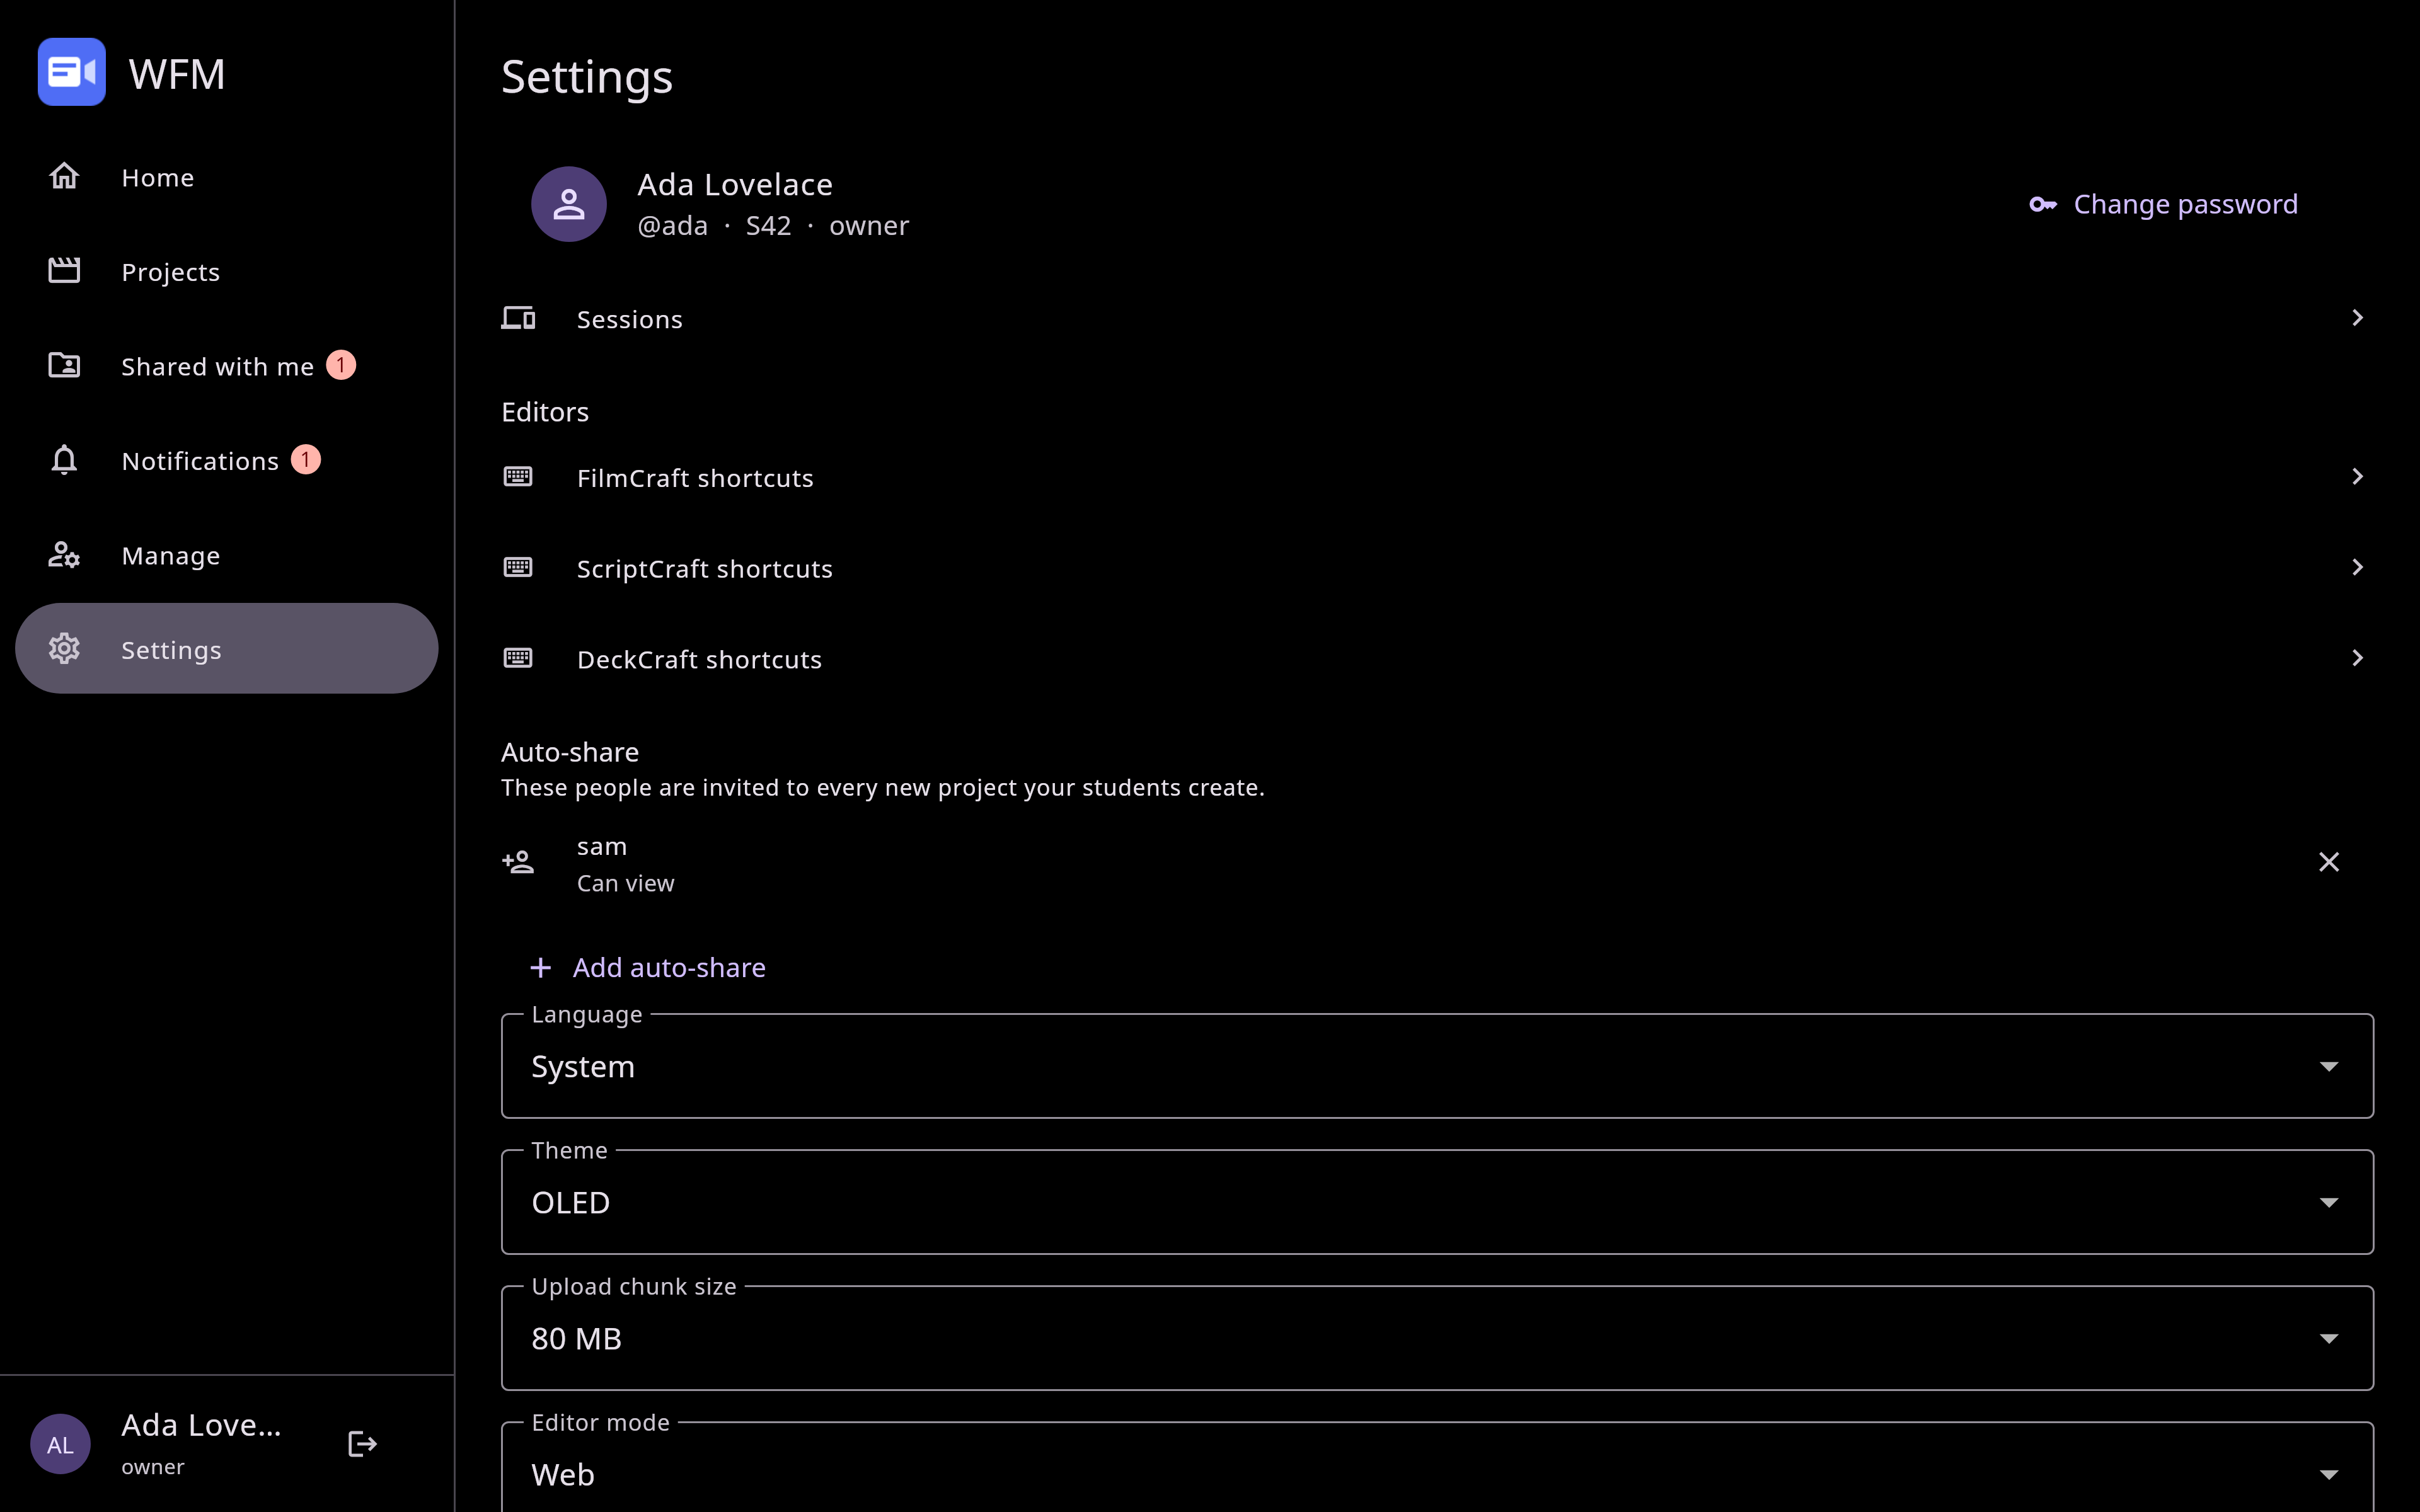 WFM
Home
Projects
Shared with me 1
Notifications 1
Manage
Settings
Ada Love...
AL
owner
Settings
Ada Lovelace
@ada · S42 · owner
Change password
Sessions
Editors
FilmCraft shortcuts
ScriptCraft shortcuts
DeckCraft shortcuts
Auto-share
These people are invited to every new project your students create.
sam
Can view
Add auto-share
Language
System
Theme
OLED
Upload chunk size
80 MB
Editor mode
Web